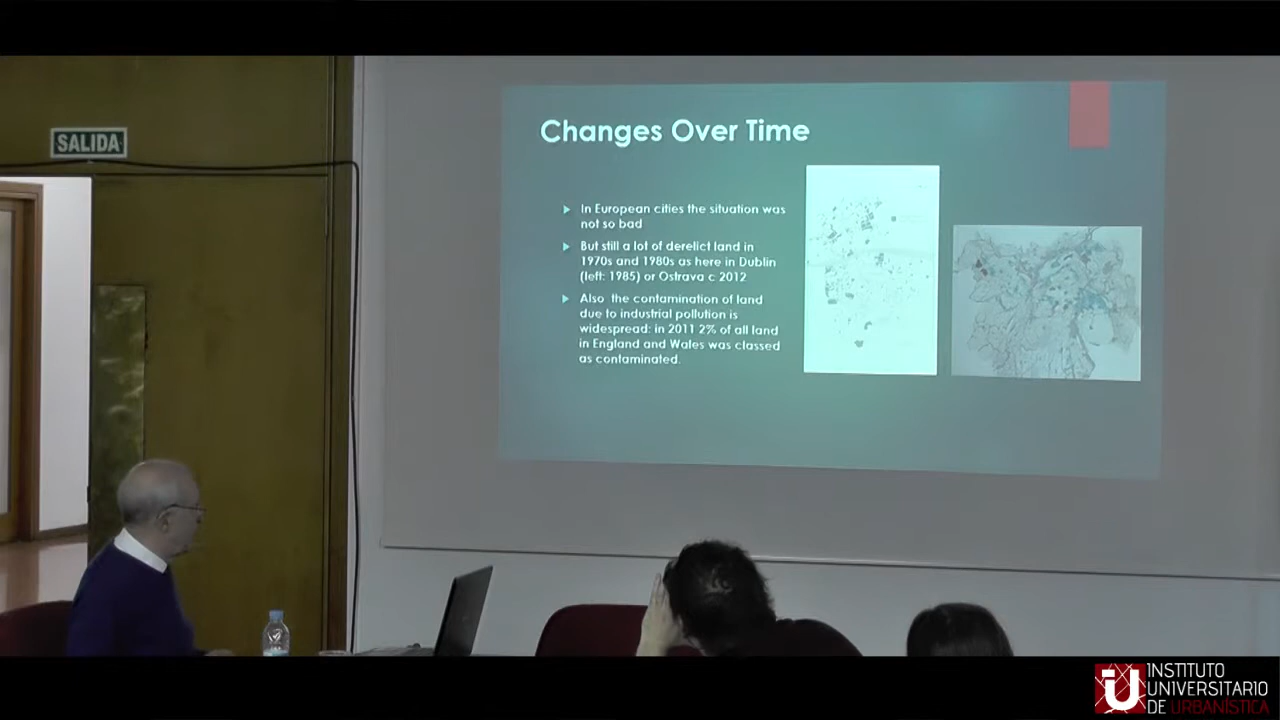 SALIDA
Changes Over Time
In European cities the situation was
not so bad
But still a lot of derelict land in
1970s and 1980s as here in Dublin
(left: 1985) or Ostrava c 2012
Also the contamination of land
due to industrial pollution is
widespread: in 2011 2% of all land
in England and Wales was classed
as contaminated.
iU INSTITUTO
UNIVERSITARIO
DE URBANÍSTICA